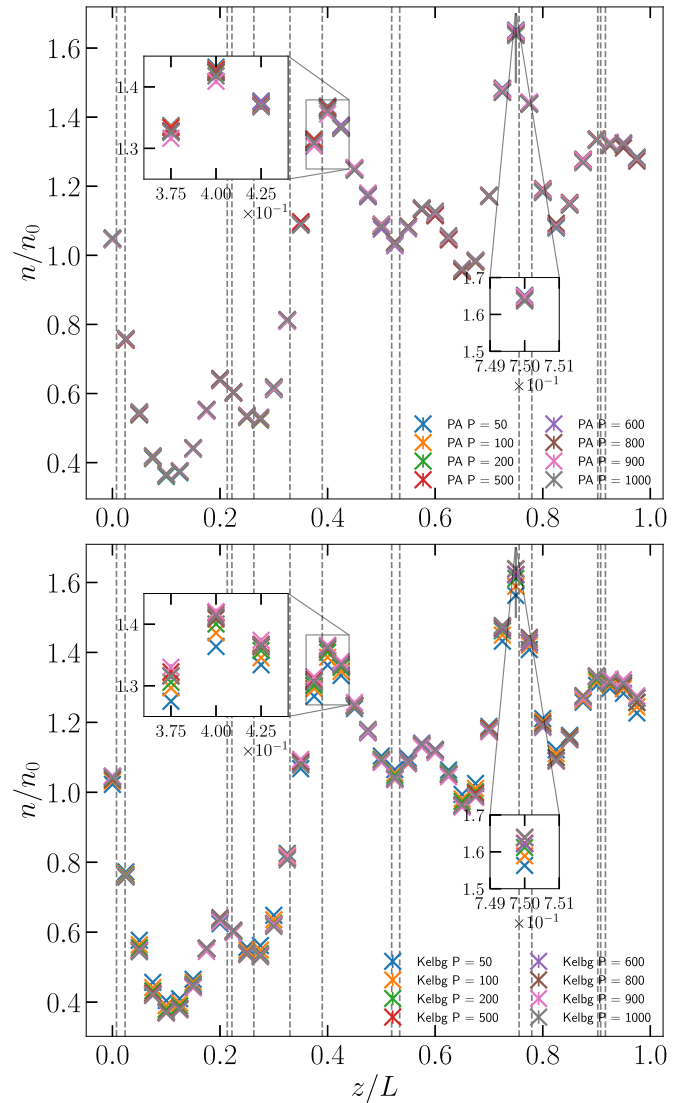 1.6
1.4
1.2
1.0
0.8
0.6
0.4
n/n₀
1.4
1.3
3.75 4.00 4.25
×10⁻¹
1.7
1.6
1.5
7.49 7.50 7.51
×10⁻¹
PA P = 50
PA P = 100
PA P = 200
PA P = 500
PA P = 600
PA P = 800
PA P = 900
PA P = 1000
0.0 0.2 0.4 0.6 0.8 1.0
1.6
1.4
1.2
1.0
0.8
0.6
0.4
n/n₀
1.4
1.3
3.75 4.00 4.25
×10⁻¹
1.7
1.6
1.5
7.49 7.50 7.51
×10⁻¹
Kelbg P = 50
Kelbg P = 100
Kelbg P = 200
Kelbg P = 500
Kelbg P = 600
Kelbg P = 800
Kelbg P = 900
Kelbg P = 1000
0.0 0.2 0.4 0.6 0.8 1.0
z/L